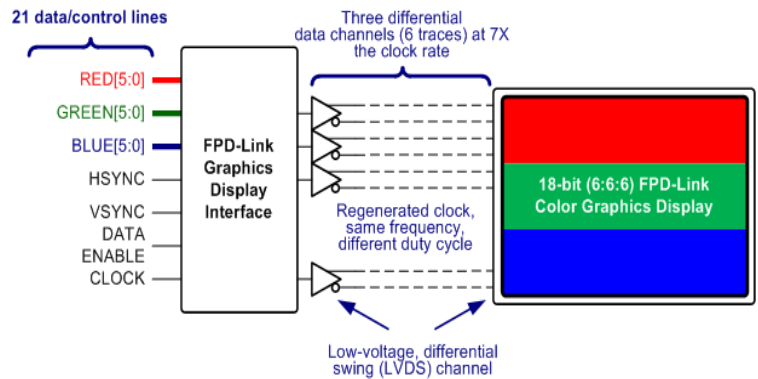 21 data/control lines
Three differential
data channels (6 traces) at 7X
the clock rate
RED[5:0]
GREEN[5:0]
BLUE[5:0]
HSYNC
VSYNC
DATA
ENABLE
CLOCK
FPD-Link
Graphics
Display
Interface
Regenerated clock,
same frequency,
different duty cycle
18-bit (6:6:6) FPD-Link
Color Graphics Display
Low-voltage, differential
swing (LVDS) channel